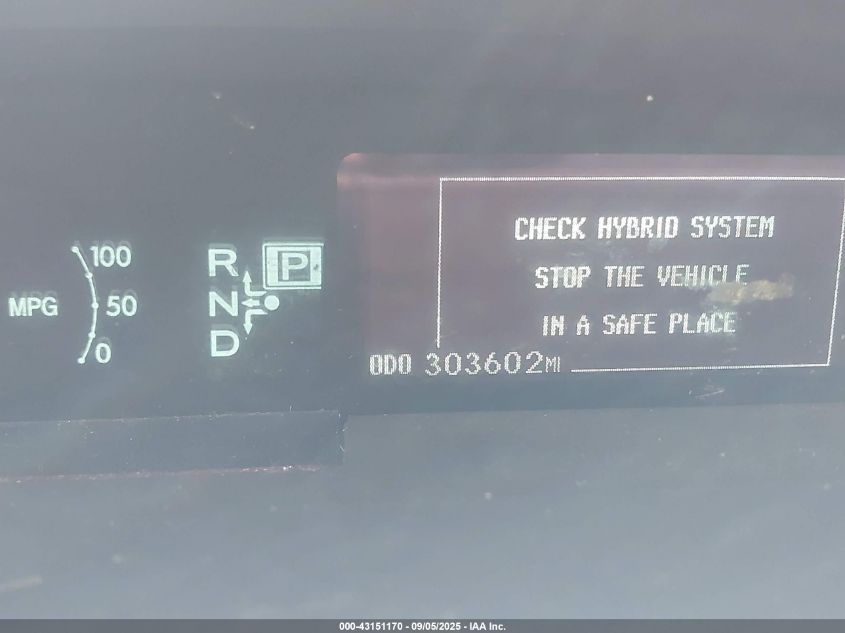 100
MPG 50
0
R P
N
D
CHECK HYBRID SYSTEM
STOP THE VEHICLE
IN A SAFE PLACE
ODO 303602MI
000-43151170 - 09/05/2025 - IAA Inc.